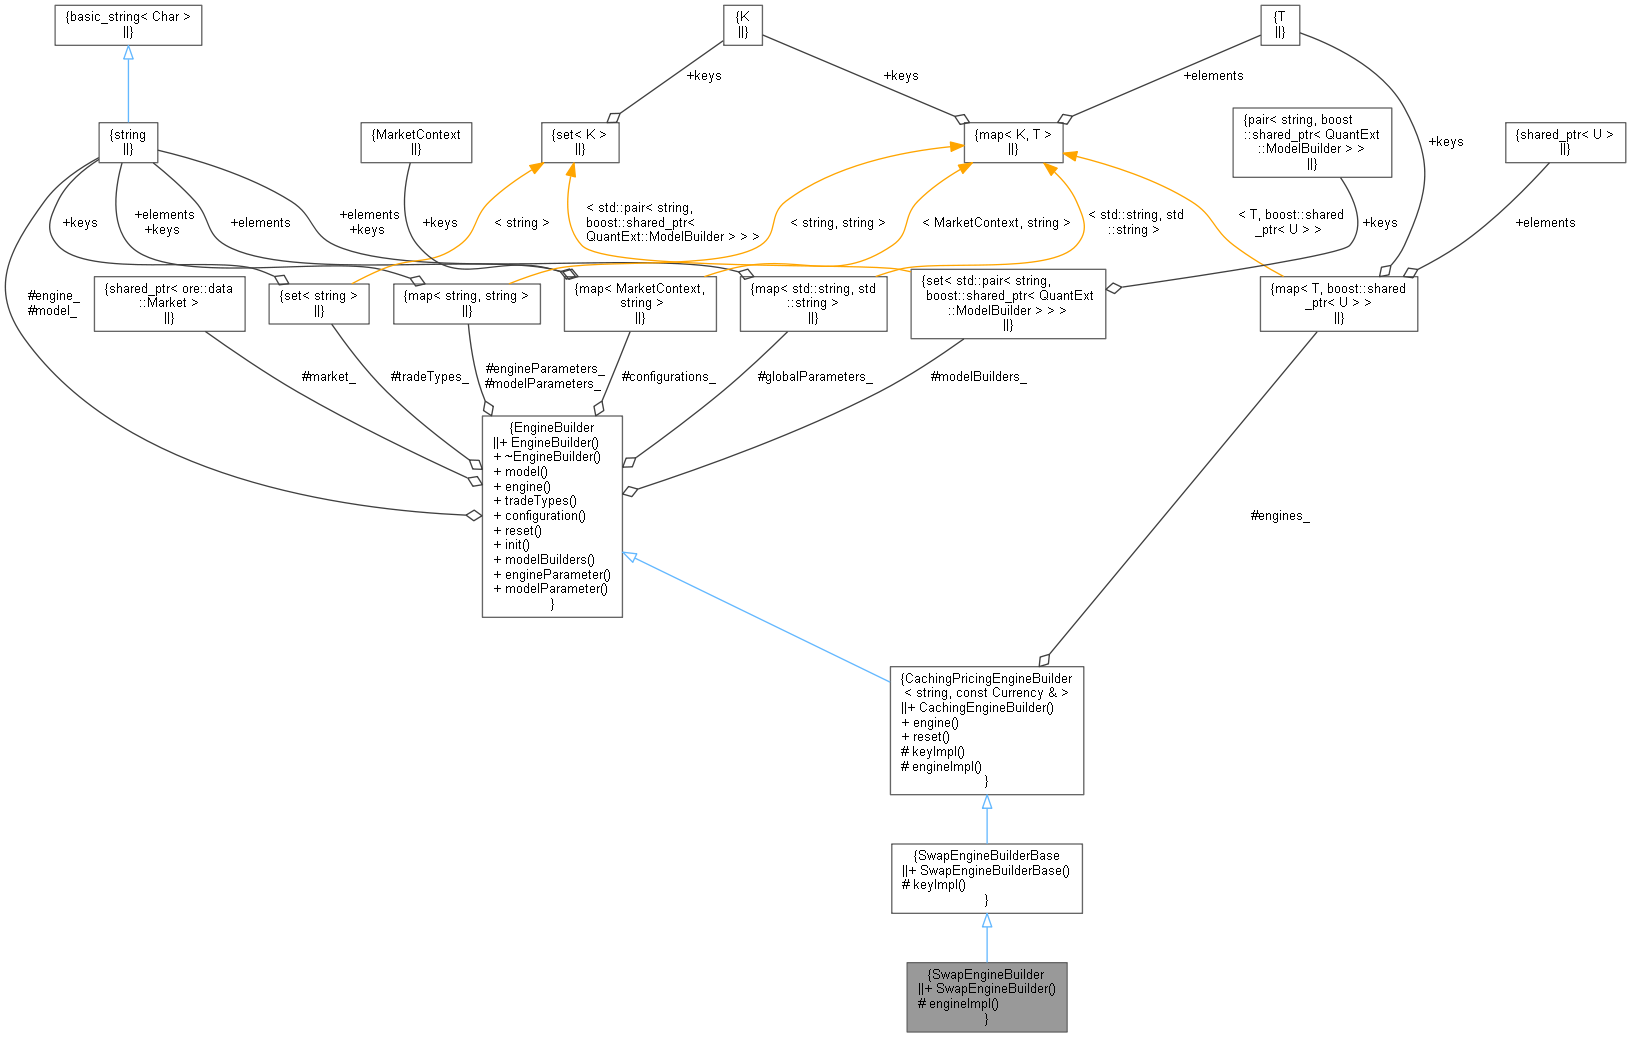 {basic_string< Char >
||}
{K
||}
{T
||}
+keys
+keys
+elements
{string
||}
{MarketContext
||}
{set< K >
||}
{map< K, T >
||}
{pair< string, boost
::shared_ptr< QuantExt
::ModelBuilder > >
||}
+keys
{shared_ptr< U >
||}
+keys
+elements
+keys
+elements
+elements
+keys
+keys
< string >
< std::pair< string,
boost::shared_ptr<
QuantExt::ModelBuilder > > >
< string, string >
< MarketContext, string >
< std::string, std
::string >
< T, boost::shared
_ptr< U > >
+keys
+elements
#engine_
#model_
{shared_ptr< ore::data
::Market >
||}
{set< string >
||}
{map< string, string >
||}
{map< MarketContext,
string >
||}
{map< std::string, std
::string >
||}
{set< std::pair< string,
boost::shared_ptr< QuantExt
::ModelBuilder > > >
||}
{map< T, boost::shared
_ptr< U > >
||}
#market_
#tradeTypes_
#engineParameters_
#modelParameters_
#configurations_
#globalParameters_
#modelBuilders_
{EngineBuilder
||+ EngineBuilder()
+ ~EngineBuilder()
+ model()
+ engine()
+ tradeTypes()
+ configuration()
+ reset()
+ init()
+ modelBuilders()
+ engineParameter()
+ modelParameter()
}
#engines_
{CachingPricingEngineBuilder
< string, const Currency & >
||+ CachingEngineBuilder()
+ engine()
+ reset()
# keyImpl()
# engineImpl()
}
{SwapEngineBuilderBase
||+ SwapEngineBuilderBase()
# keyImpl()
}
{SwapEngineBuilder
||+ SwapEngineBuilder()
# engineImpl()
}